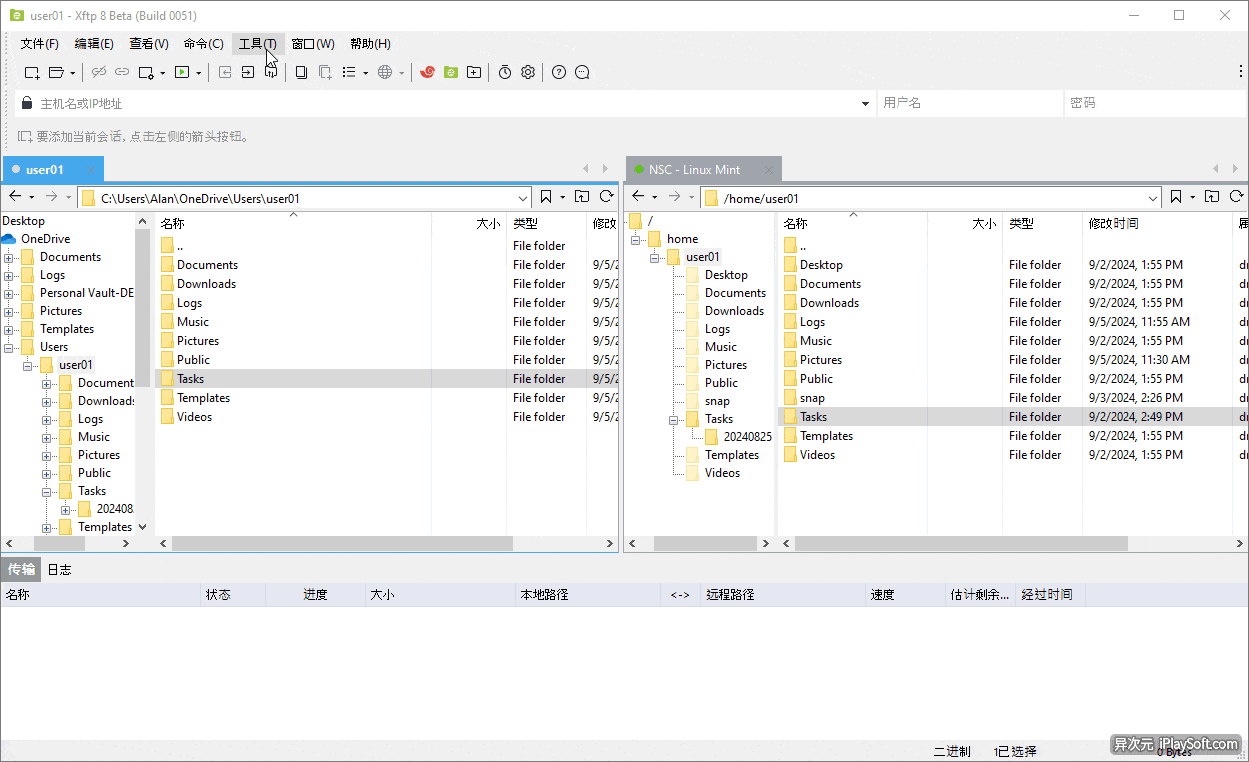 user01 - Xftp 8 Beta (Build 0051)
文件(F) 编辑(E) 查看(V) 命令(C) 工具(T) 窗口(W) 帮助(H)
主机名或IP地址 用户名 密码
要添加当前会话, 点击左侧的箭头按钮。
user01 NSC - Linux Mint
C:\Users\Alan\OneDrive\Users\user01 /home/user01
Desktop
OneDrive
Documents
Logs
Personal Vault-DE
Pictures
Templates
Users
user01
Document
Downloads
Logs
Music
Pictures
Public
Tasks
202408
Templates
名称 大小 类型 修改
.. File folder
Documents File folder 9/5/2
Downloads File folder 9/5/2
Logs File folder 9/5/2
Music File folder 9/5/2
Pictures File folder 9/5/2
Public File folder 9/5/2
Tasks File folder 9/5/2
Templates File folder 9/5/2
Videos File folder 9/5/2
/
home
user01
Desktop
Documents
Downloads
Logs
Music
Pictures
Public
snap
Tasks
20240825
Templates
Videos
名称 大小 类型 修改时间 属
..
Desktop File folder 9/2/2024, 1:55 PM dr
Documents File folder 9/2/2024, 1:55 PM dr
Downloads File folder 9/2/2024, 1:55 PM dr
Logs File folder 9/5/2024, 11:55 AM dr
Music File folder 9/2/2024, 1:55 PM dr
Pictures File folder 9/5/2024, 11:30 AM dr
Public File folder 9/2/2024, 1:55 PM dr
snap File folder 9/3/2024, 2:26 PM dr
Tasks File folder 9/2/2024, 2:49 PM dr
Templates File folder 9/2/2024, 1:55 PM dr
Videos File folder 9/2/2024, 1:55 PM dr
传输 日志
名称 状态 进度 大小 本地路径 <-> 远程路径 速度 估计剩余... 经过时间
二进制 1已选择 0 Bytes
异次元 iPlaySoft.com